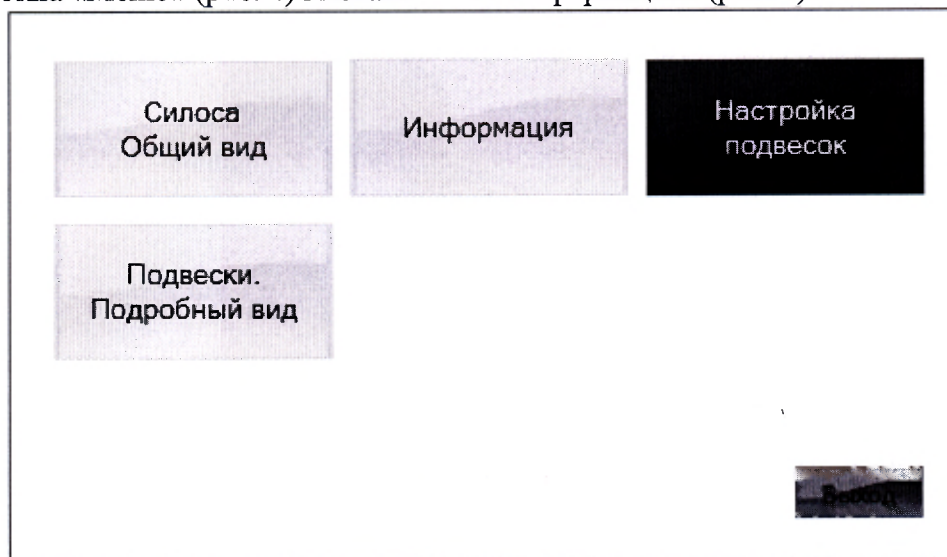 Силоса
Общий вид
Информация
Настройка
подвесок
Подвески.
Подробный вид
Выход